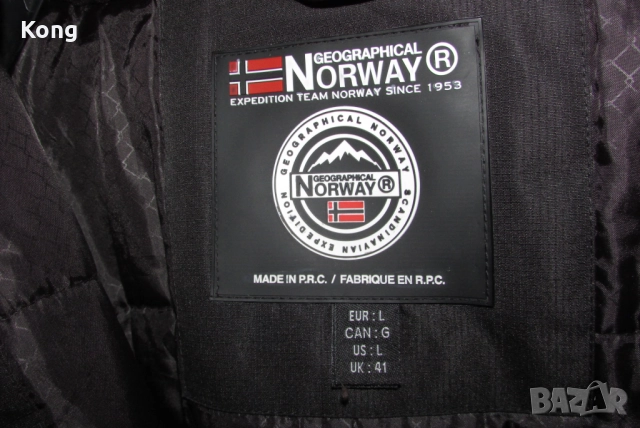 Kong
GEOGRAPHICAL
NORWAY®
EXPEDITION TEAM NORWAY SINCE 1953
GEOGRAPHICAL NORWAY
GEOGRAPHICAL
NORWAY®
SCANDINAVIAN EXPEDITION
MADE IN P.R.C. / FABRIQUE EN R.P.C.
EUR : L
CAN : G
US : L
UK : 41
BAZAR